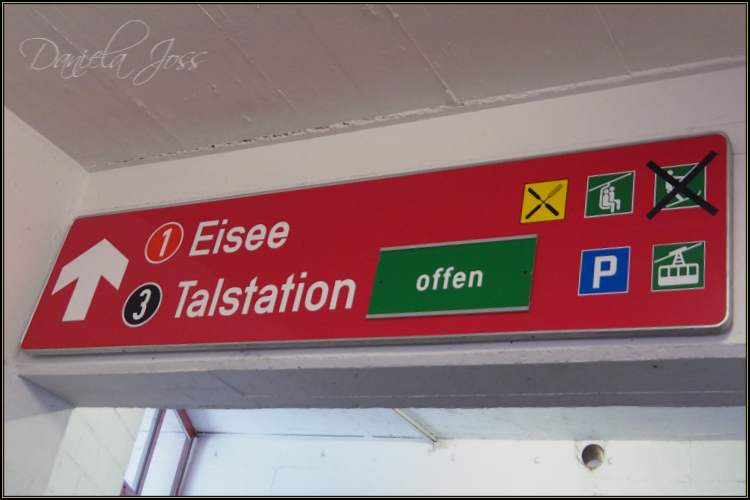 Daniela Joss
1 Eisee
3 Talstation
offen
P